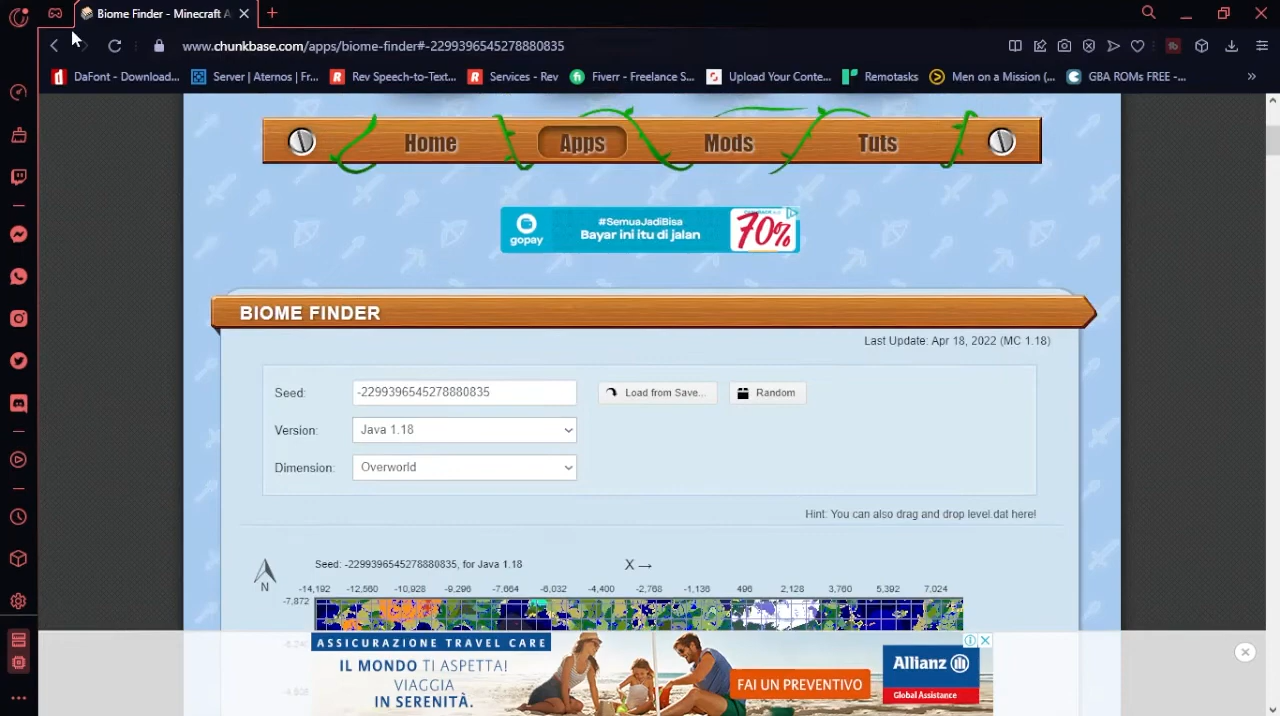 Biome Finder - Minecraft A
www.chunkbase.com/apps/biome-finder#-2299396545278880835
DaFont - Download...
Server | Aternos | Fr...
Rev Speech-to-Text...
Services - Rev
Fiverr - Freelance S...
Upload Your Conte...
Remotasks
Men on a Mission (...
GBA ROMs FREE -...
Home
Apps
Mods
Tuts
gopay
#SemuaJadiBisa
Bayar ini itu di jalan
70%
BIOME FINDER
Last Update: Apr 18, 2022 (MC 1.18)
Seed:
-2299396545278880835
Load from Save...
Random
Version:
Java 1.18
Dimension:
Overworld
Hint: You can also drag and drop level.dat here!
N
Seed: -2299396545278880835, for Java 1.18
X →
-14,192 -12,560 -10,928 -9,296 -7,664 -6,032 -4,400 -2,768 -1,136 496 2,128 3,760 5,392 7,024
-7,872
-6,240
-4,608
ASSICURAZIONE TRAVEL CARE
IL MONDO TI ASPETTA!
VIAGGIA
IN SERENITÀ.
FAI UN PREVENTIVO
Allianz
Global Assistance